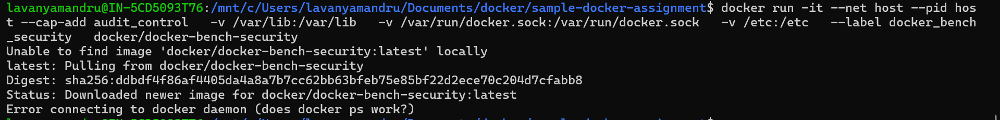 lavanyamandru@IN-5CD5093T76:/mnt/c/Users/lavanyamandru/Documents/docker/sample-docker-assignment$ docker run -it --net host --pid hos
t --cap-add audit_control   -v /var/lib:/var/lib   -v /var/run/docker.sock:/var/run/docker.sock   -v /etc:/etc   --label docker_bench
_security   docker/docker-bench-security
Unable to find image 'docker/docker-bench-security:latest' locally
latest: Pulling from docker/docker-bench-security
Digest: sha256:ddbdf4f86af4405da4a8a7b7cc62bb63bfeb75e85bf22d2ece70c204d7cfabb8
Status: Downloaded newer image for docker/docker-bench-security:latest
Error connecting to docker daemon (does docker ps work?)